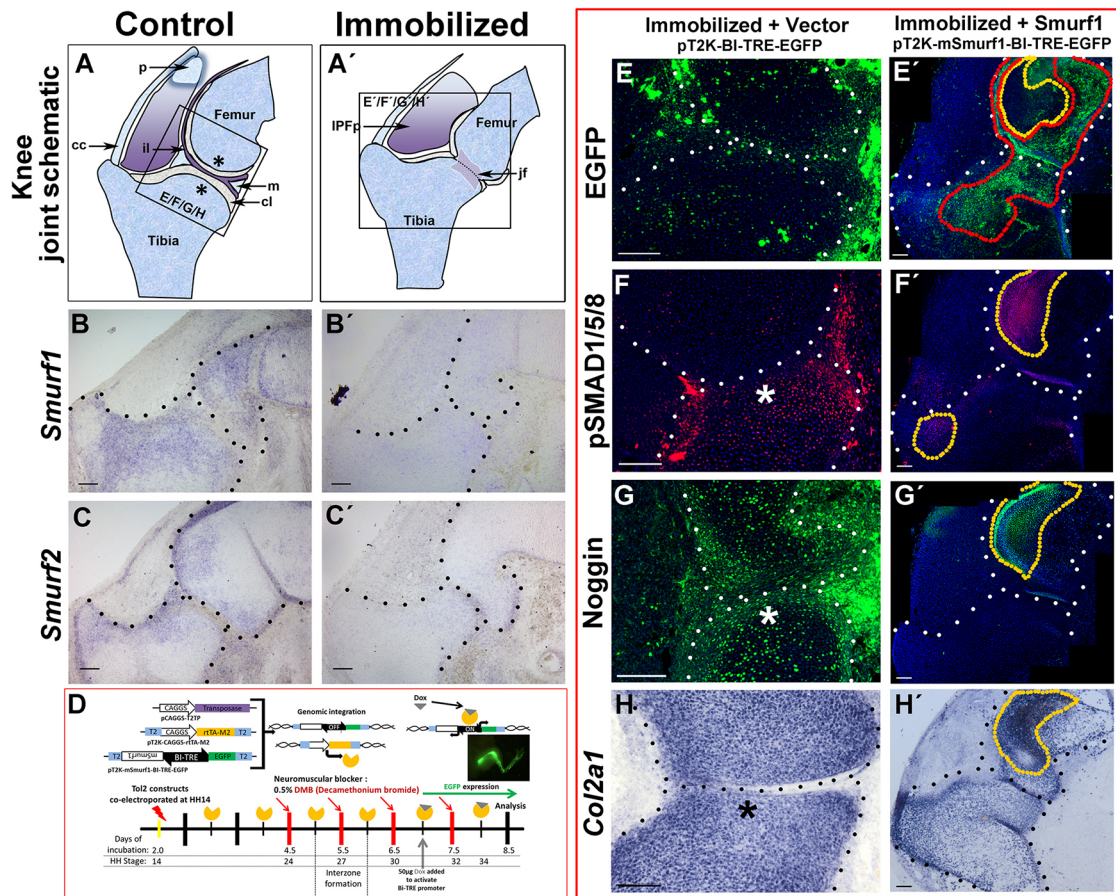 Control
Immobilized
Knee
joint schematic
A
p
cc
il
Femur
*
*
m
cl
E/F/G/H
Tibia
A´
E´/F´/G´/H´
IPFp
Femur
jf
Tibia
Smurf1
B
B´
Smurf2
C
C´
D
CAGGS
Transposase
pCAGGS-T2TP
T2
CAGGS
rtTA-M2
T2
pT2K-CAGGS-rtTA-M2
T2
mSmurf1
BI-TRE
EGFP
T2
pT2K-mSmurf1-BI-TRE-EGFP
Genomic integration
OFF
Dox
ON
Tol2 constructs
co-electroporated at HH14
Neuromuscular blocker :
0.5% DMB (Decamethonium bromide)
EGFP expression
Analysis
Days of
incubation: 2.0 4.5 5.5 6.5 7.5 8.5
HH Stage: 14 24 27 30 32 34
Interzone
formation
50µg Dox added
to activate
Bi-TRE promoter
Immobilized + Vector
pT2K-BI-TRE-EGFP
Immobilized + Smurf1
pT2K-mSmurf1-BI-TRE-EGFP
EGFP
E
E´
pSMAD1/5/8
F
*
F´
Noggin
G
*
G´
Col2a1
H
*
H´